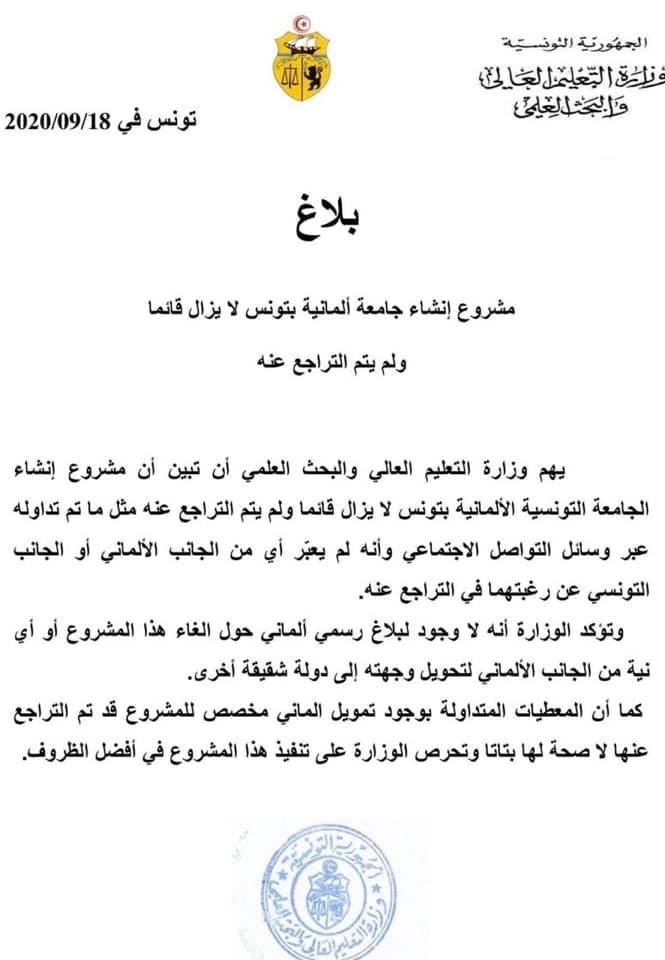 الجمهورية التونسية
وزارة التعليم العالي
والبحث العلمي
تونس في 2020/09/18
بلاغ
مشروع إنشاء جامعة ألمانية بتونس لا يزال قائما
ولم يتم التراجع عنه
يهم وزارة التعليم العالي والبحث العلمي أن تبين أن مشروع إنشاء
الجامعة التونسية الألمانية بتونس لا يزال قائما ولم يتم التراجع عنه مثل ما تم تداوله
عبر وسائل التواصل الاجتماعي وأنه لم يعبّر أي من الجانب الألماني أو الجانب
التونسي عن رغبتهما في التراجع عنه.
وتؤكد الوزارة أنه لا وجود لبلاغ رسمي ألماني حول الغاء هذا المشروع أو أي
نية من الجانب الألماني لتحويل وجهته إلى دولة شقيقة أخرى.
كما أن المعطيات المتداولة بوجود تمويل الماني مخصص للمشروع قد تم التراجع
عنها لا صحة لها بتاتا وتحرص الوزارة على تنفيذ هذا المشروع في أفضل الظروف.
الجمهورية التونسية
وزارة التعليم العالي والبحث العلمي